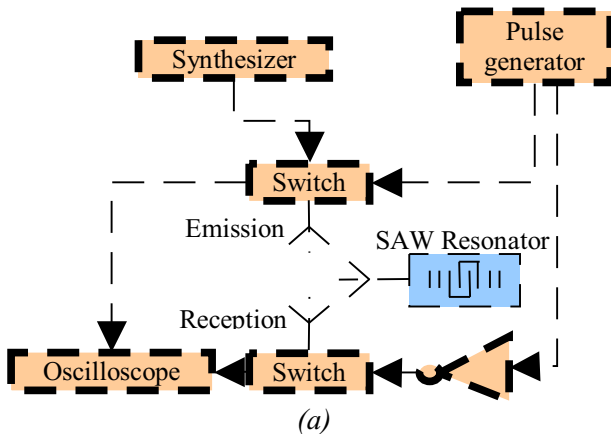 Synthesizer
Pulse
generator
Switch
Emission
SAW Resonator
Reception
Oscilloscope
Switch
(a)